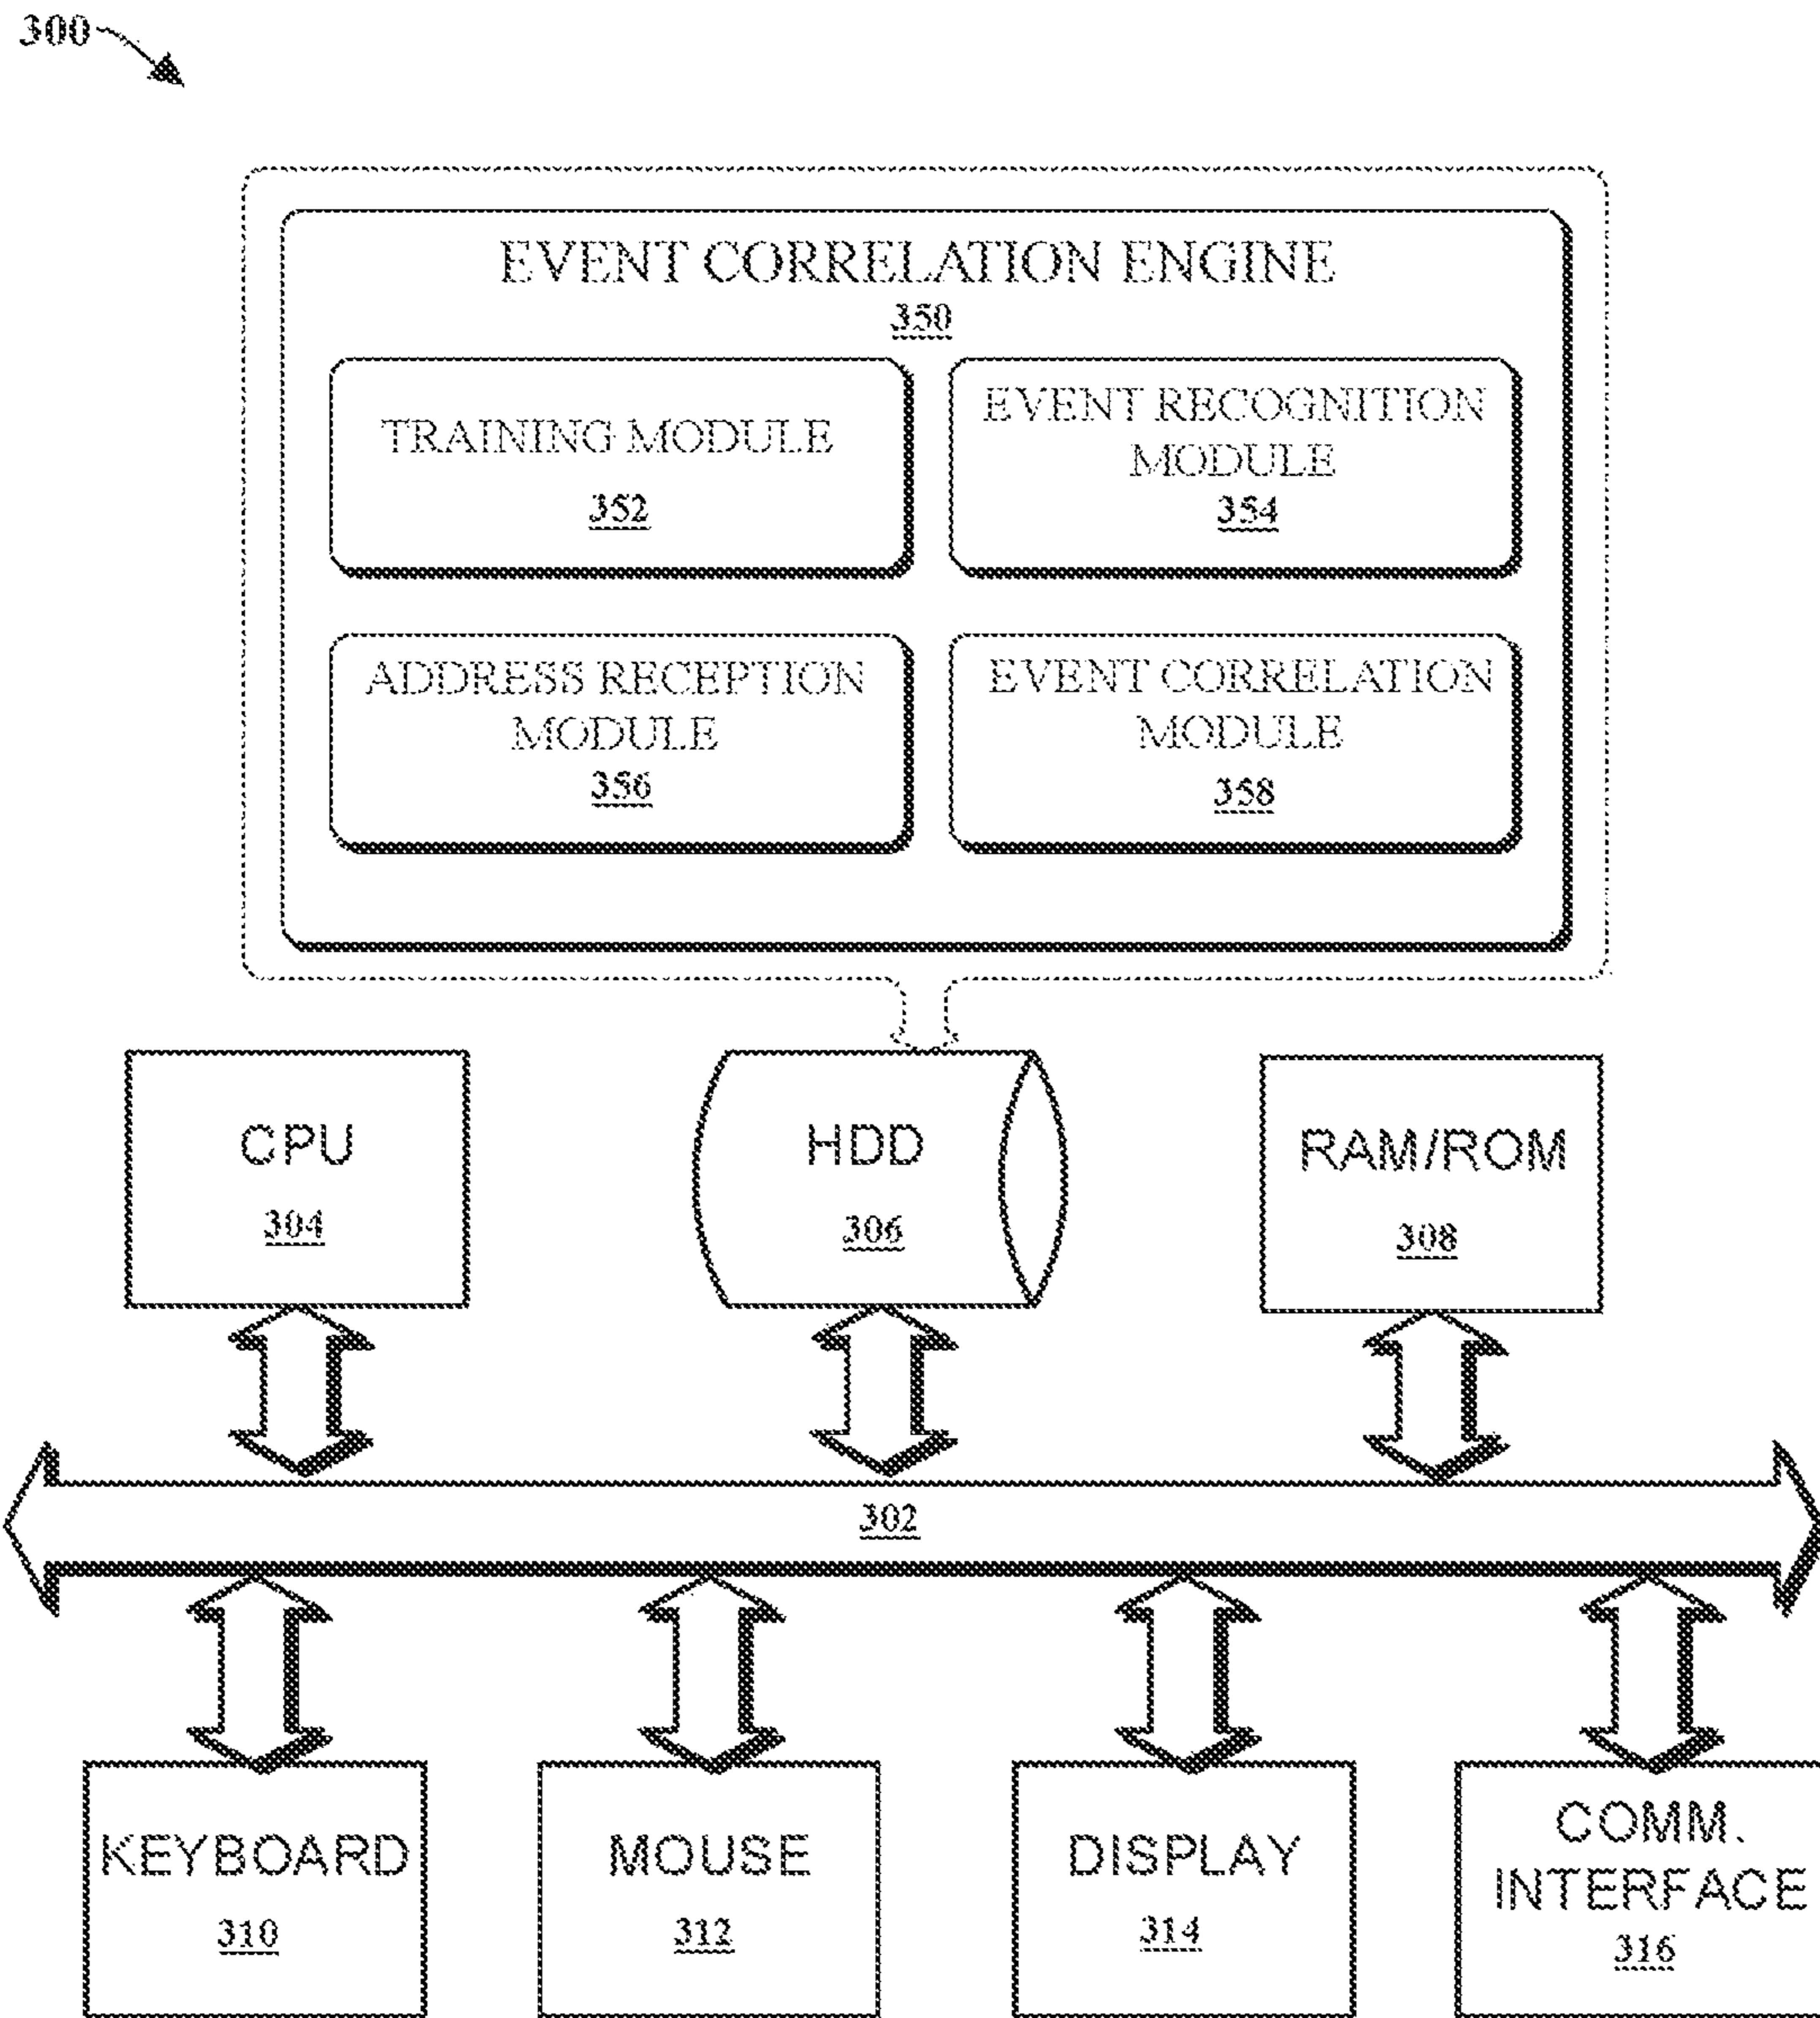 300
EVENT CORRELATION ENGINE
350
TRAINING MODULE
352
EVENT RECOGNITION
MODULE
354
ADDRESS RECEPTION
MODULE
356
EVENT CORRELATION
MODULE
358
CPU
304
HDD
306
RAM/ROM
308
302
KEYBOARD
310
MOUSE
312
DISPLAY
314
COMM.
INTERFACE
316